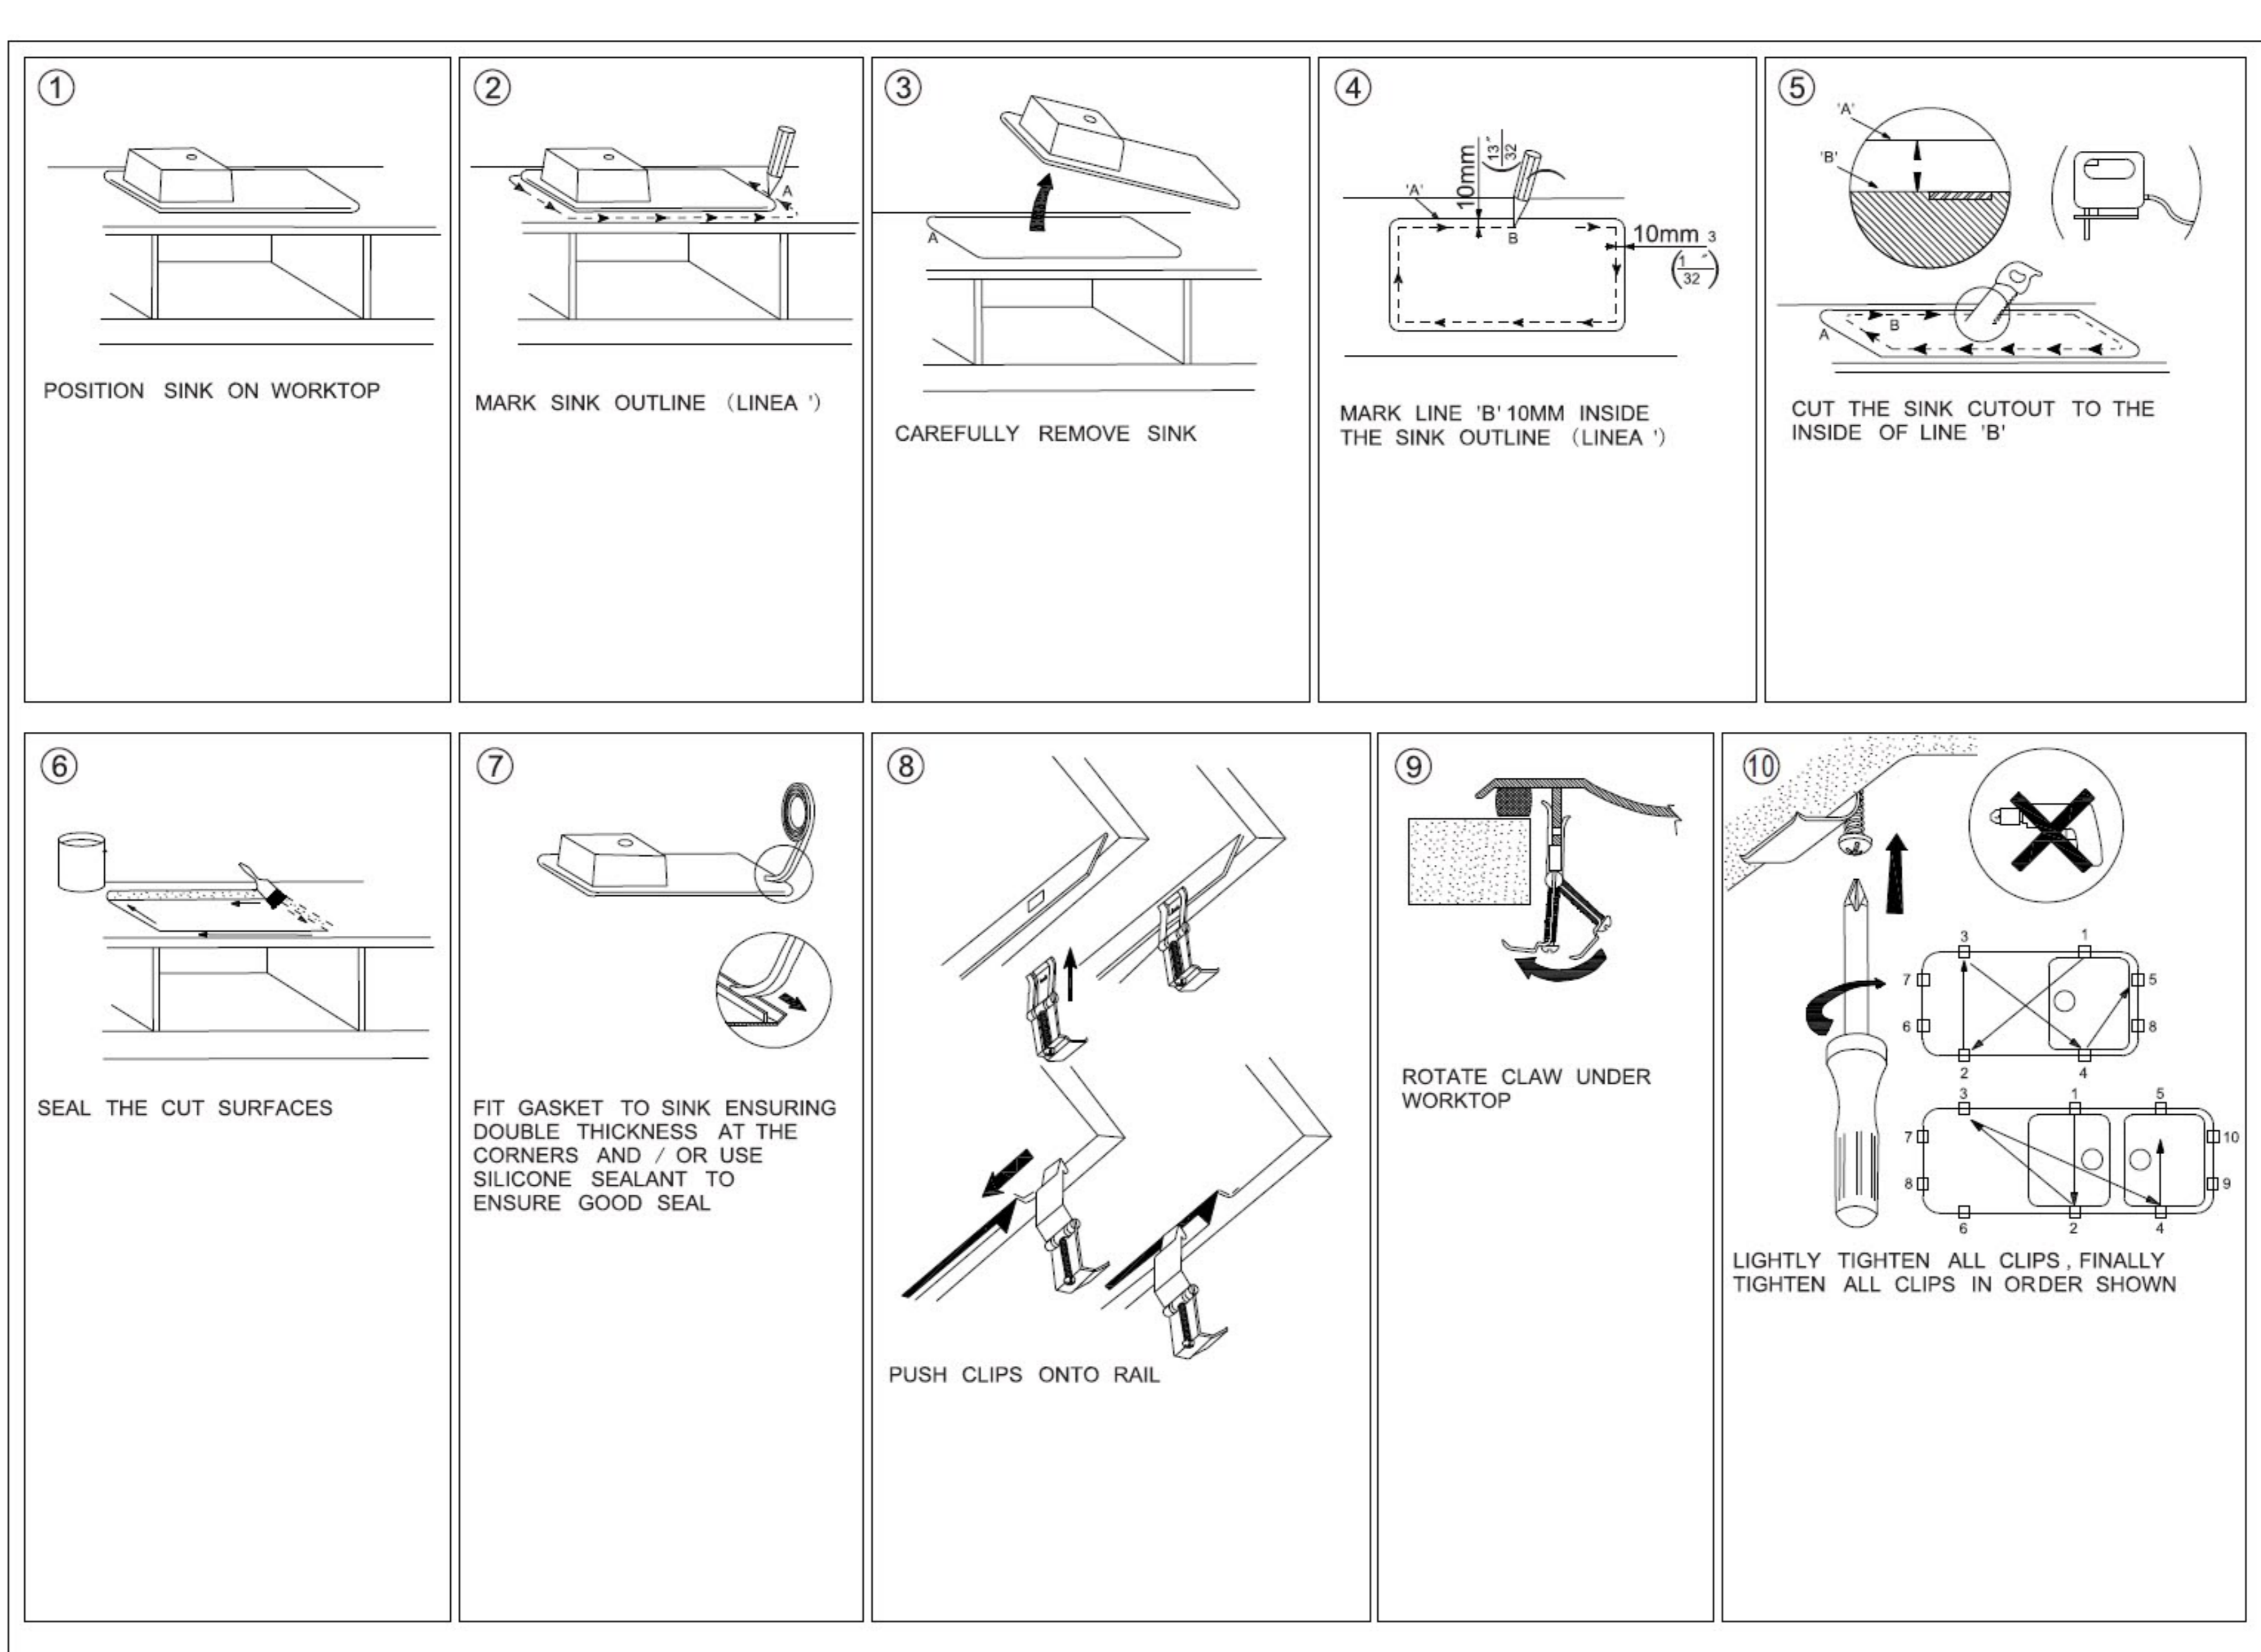 ①
POSITION SINK ON WORKTOP
②
A
MARK SINK OUTLINE (LINEA ')
③
A
CAREFULLY REMOVE SINK
④
10mm
(13"
32)
'A'
B
10mm 3
(1 "
32)
MARK LINE 'B' 10MM INSIDE
THE SINK OUTLINE (LINEA ')
⑤
'A'
'B'
A
B
CUT THE SINK CUTOUT TO THE
INSIDE OF LINE 'B'
⑥
SEAL THE CUT SURFACES
⑦
FIT GASKET TO SINK ENSURING
DOUBLE THICKNESS AT THE
CORNERS AND / OR USE
SILICONE SEALANT TO
ENSURE GOOD SEAL
⑧
PUSH CLIPS ONTO RAIL
⑨
ROTATE CLAW UNDER
WORKTOP
⑩
3 1
7 5
6 8
2 4
3 1 5
7 10
8 9
6 2 4
LIGHTLY TIGHTEN ALL CLIPS, FINALLY
TIGHTEN ALL CLIPS IN ORDER SHOWN